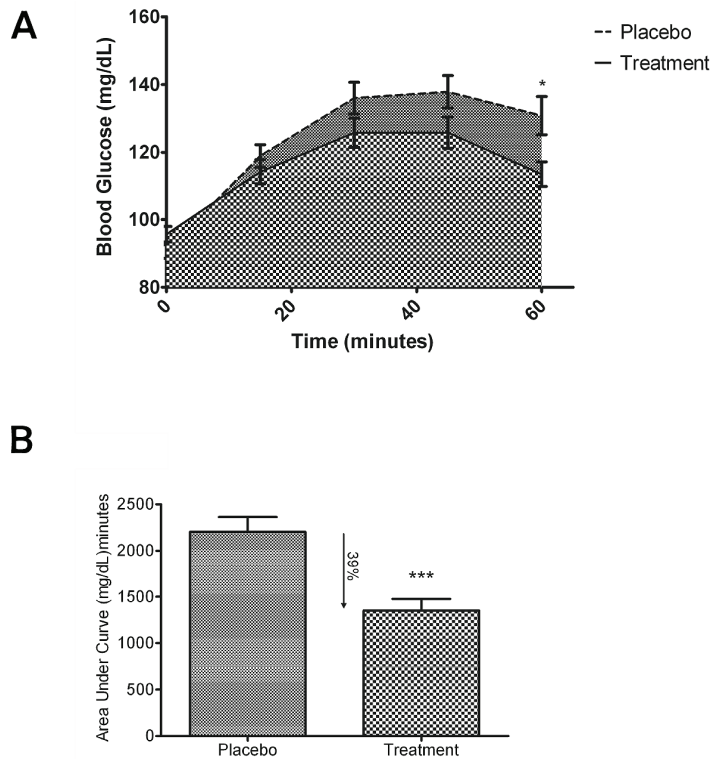 A
160
140
120
100
80
Blood Glucose (mg/dL)
0
20
40
60
Time (minutes)
*
Placebo
Treatment
B
2500
2000
1500
1000
500
0
Area Under Curve (mg/dL)minutes
39%
***
Placebo
Treatment